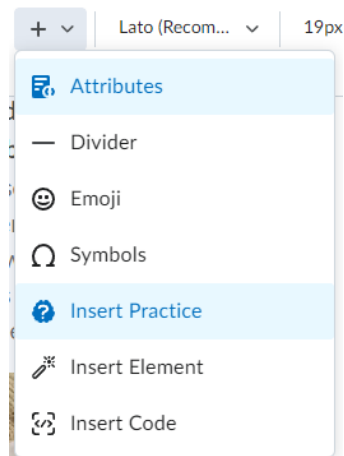 Lato (Recom... 19px
Attributes
Divider
Emoji
Symbols
Insert Practice
Insert Element
Insert Code